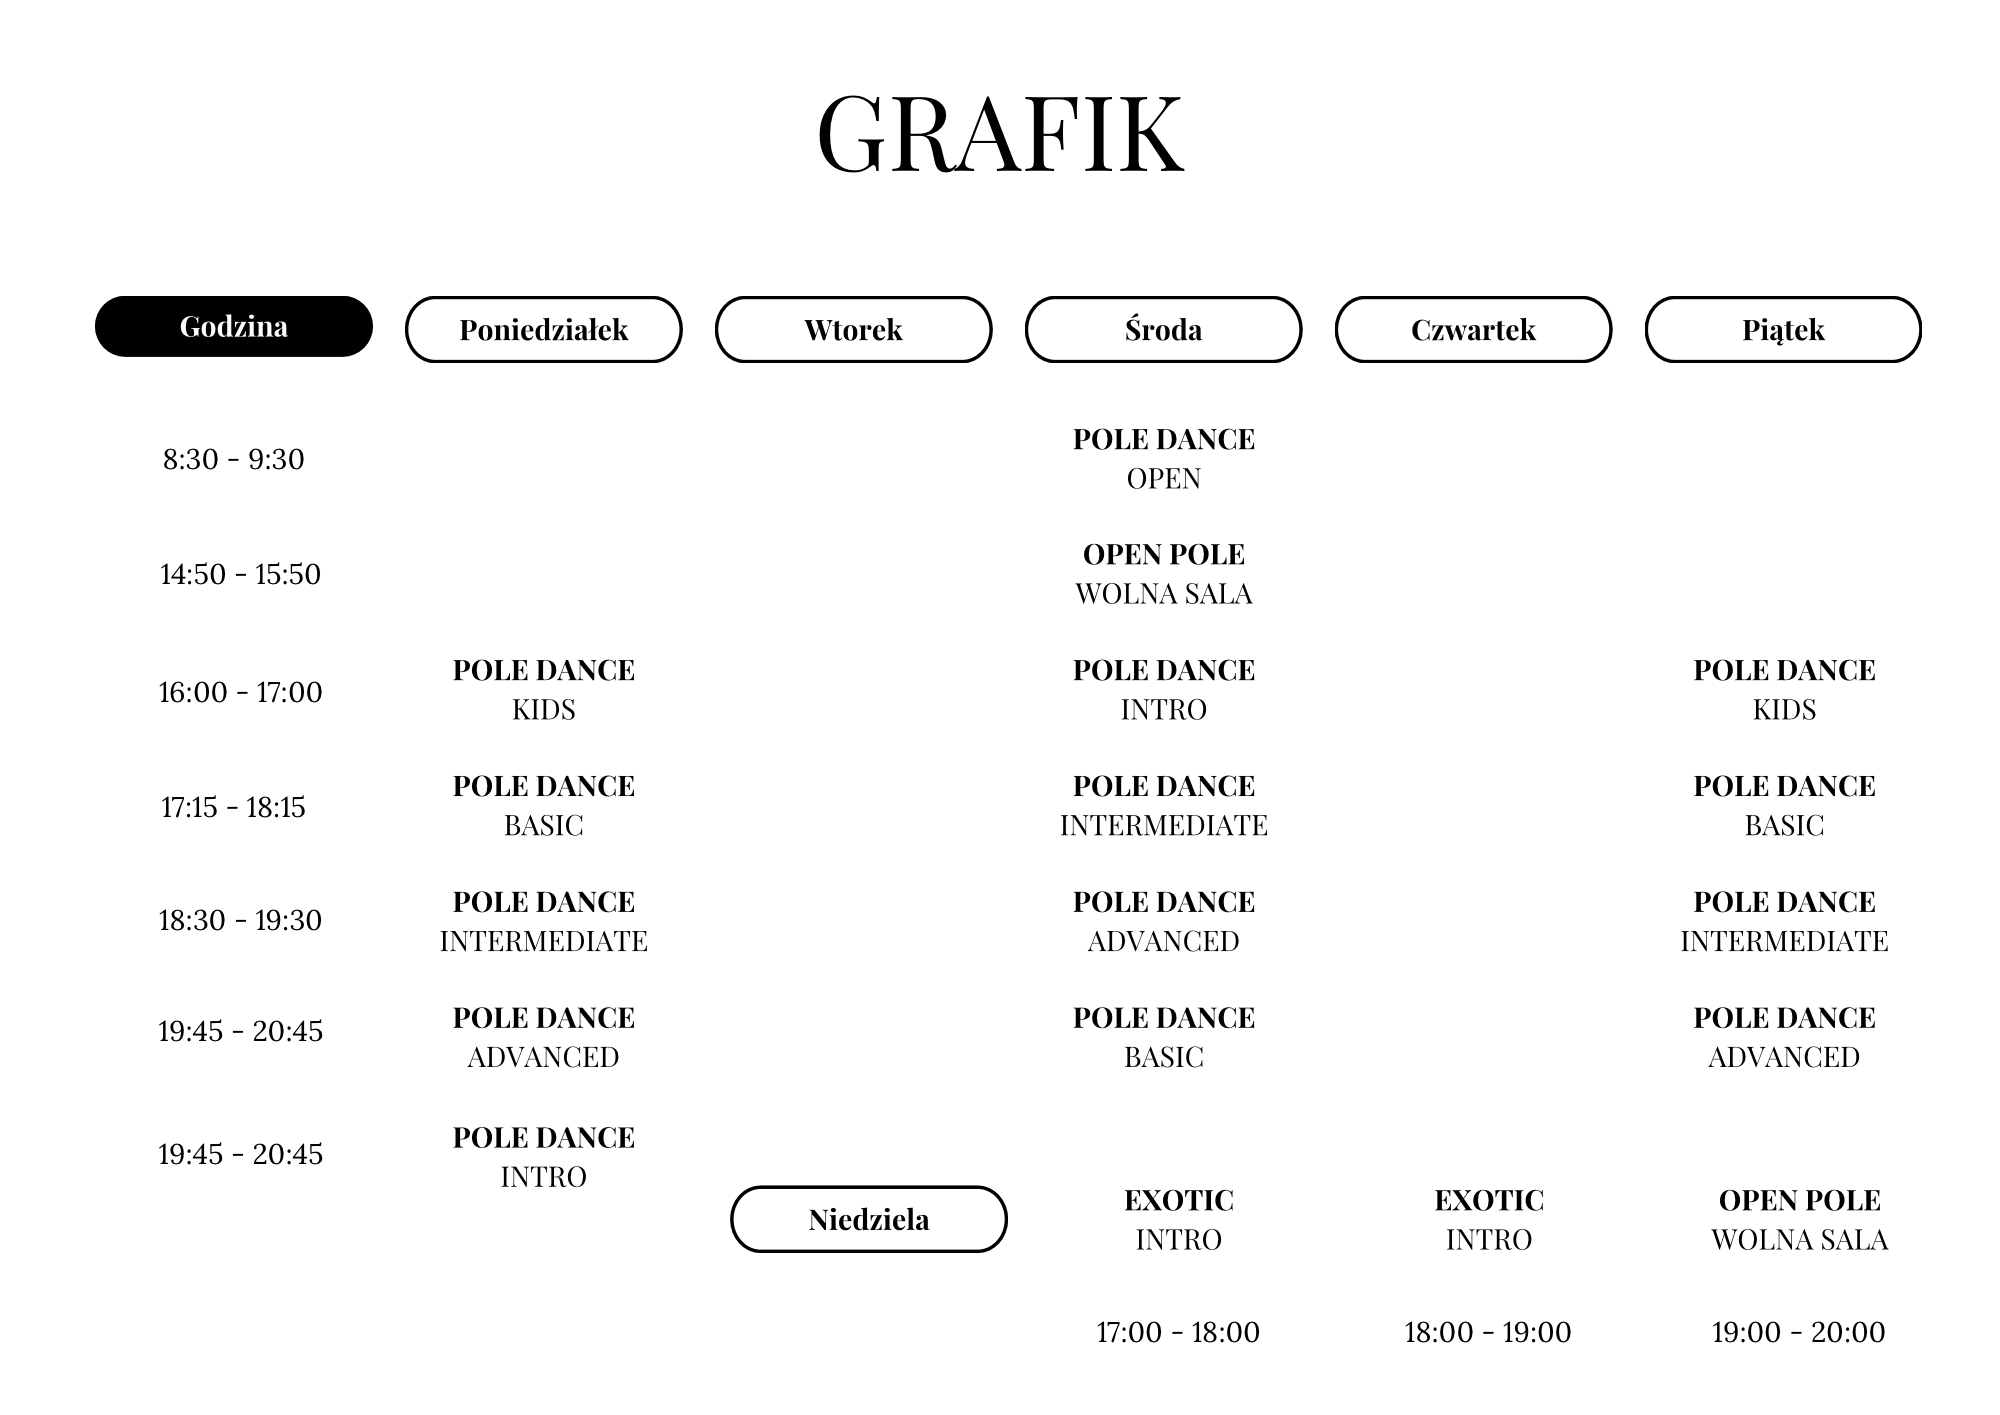 GRAFIK
Godzina Poniedziałek Wtorek Środa Czwartek Piątek
8:30 - 9:30
POLE DANCE
OPEN
14:50 - 15:50
OPEN POLE
WOLNA SALA
16:00 - 17:00
POLE DANCE
KIDS
POLE DANCE
INTRO
POLE DANCE
KIDS
17:15 - 18:15
POLE DANCE
BASIC
POLE DANCE
INTERMEDIATE
POLE DANCE
BASIC
18:30 - 19:30
POLE DANCE
INTERMEDIATE
POLE DANCE
ADVANCED
POLE DANCE
INTERMEDIATE
19:45 - 20:45
POLE DANCE
ADVANCED
POLE DANCE
BASIC
POLE DANCE
ADVANCED
19:45 - 20:45
POLE DANCE
INTRO
Niedziela
EXOTIC
INTRO
17:00 - 18:00
EXOTIC
INTRO
18:00 - 19:00
OPEN POLE
WOLNA SALA
19:00 - 20:00